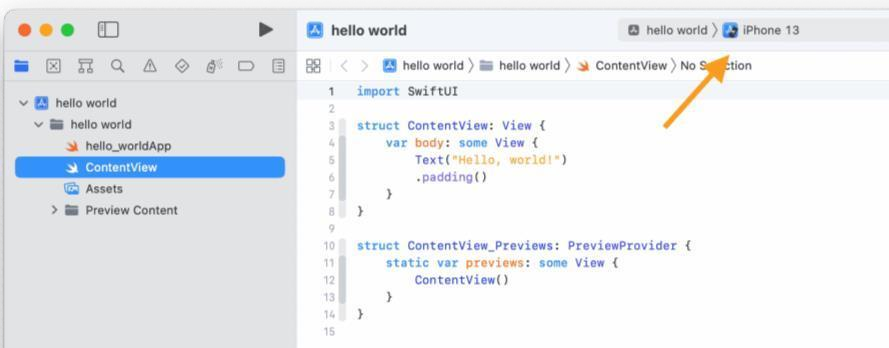 hello world
hello world 〉 iPhone 13
hello world 〉 hello world 〉 ContentView 〉 No Selection
hello world
hello world
hello_worldApp
ContentView
Assets
Preview Content
1 import SwiftUI
2
3 struct ContentView: View {
4     var body: some View {
5         Text("Hello, world!")
6         .padding()
7     }
8 }
9
10 struct ContentView_Previews: PreviewProvider {
11     static var previews: some View {
12         ContentView()
13     }
14 }
15